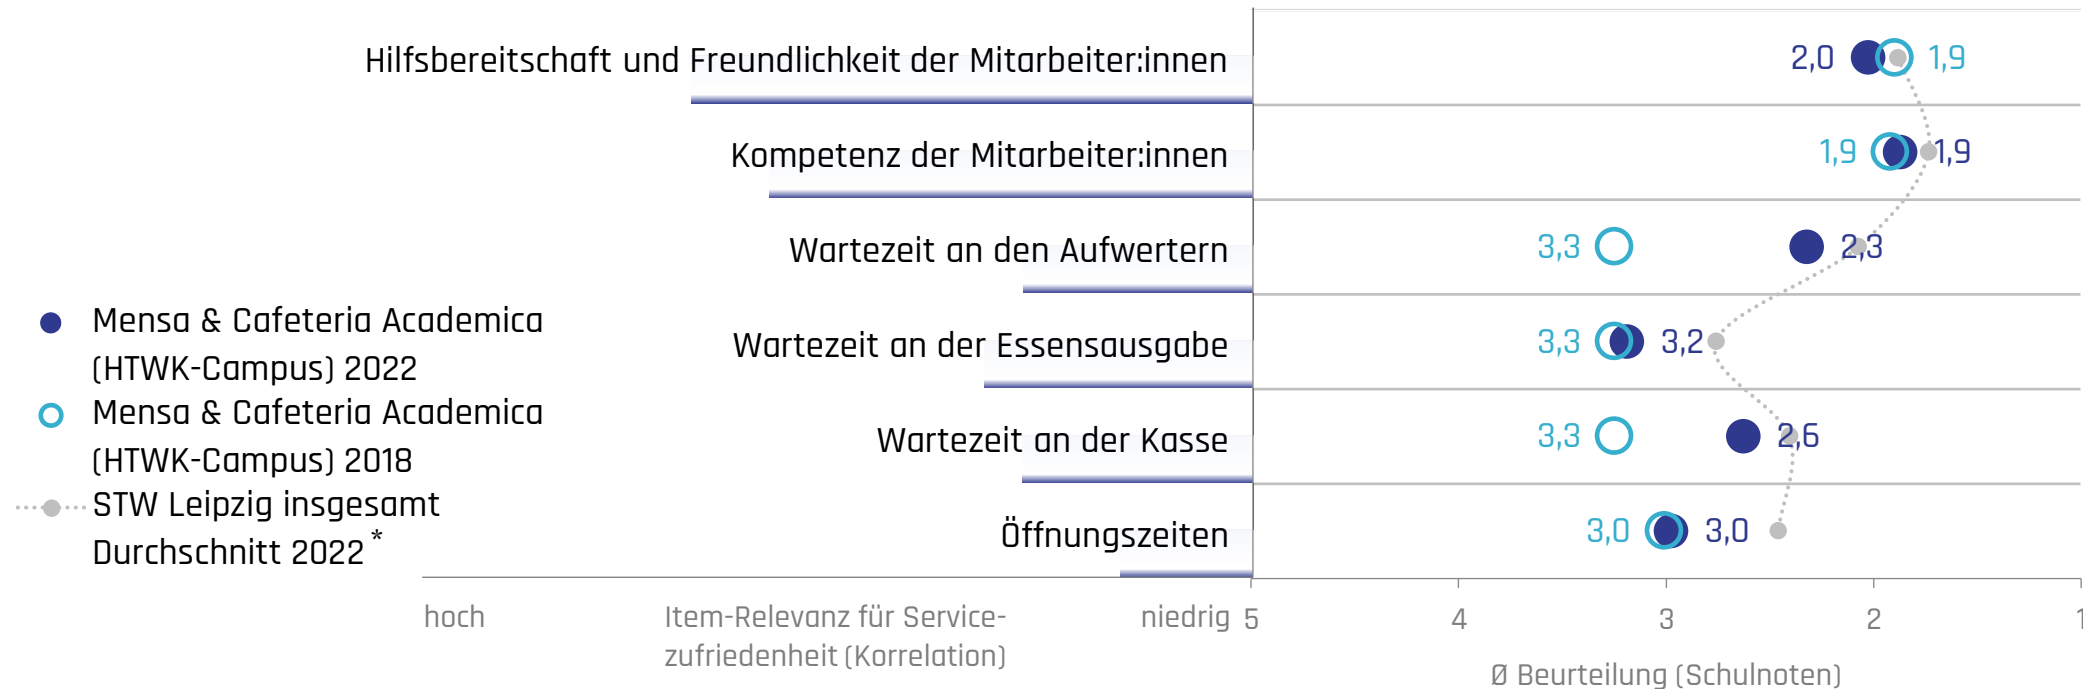 Hilfsbereitschaft und Freundlichkeit der Mitarbeiter:innen
2,0 1,9
Kompetenz der Mitarbeiter:innen
1,9 1,9
Wartezeit an den Aufwertern
3,3 2,3
Wartezeit an der Essensausgabe
3,3 3,2
Wartezeit an der Kasse
3,3 2,6
Öffnungszeiten
3,0 3,0
Mensa & Cafeteria Academica
(HTWK-Campus) 2022
Mensa & Cafeteria Academica
(HTWK-Campus) 2018
STW Leipzig insgesamt
Durchschnitt 2022 *
hoch
Item-Relevanz für Service-
zufriedenheit (Korrelation)
niedrig
5 4 3 2 1
Ø Beurteilung (Schulnoten)